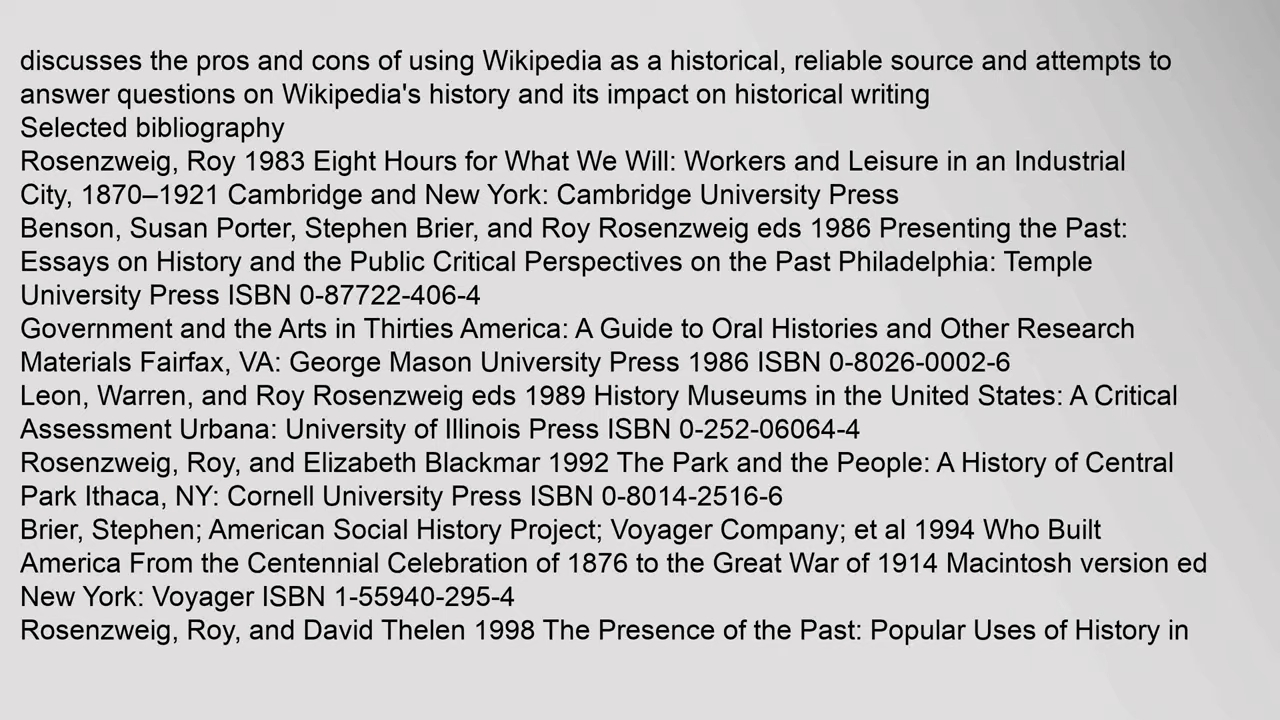 discusses the pros and cons of using Wikipedia as a historical, reliable source and attempts to
answer questions on Wikipedia's history and its impact on historical writing
Selected bibliography
Rosenzweig, Roy 1983 Eight Hours for What We Will: Workers and Leisure in an Industrial
City, 1870–1921 Cambridge and New York: Cambridge University Press
Benson, Susan Porter, Stephen Brier, and Roy Rosenzweig eds 1986 Presenting the Past:
Essays on History and the Public Critical Perspectives on the Past Philadelphia: Temple
University Press ISBN 0-87722-406-4
Government and the Arts in Thirties America: A Guide to Oral Histories and Other Research
Materials Fairfax, VA: George Mason University Press 1986 ISBN 0-8026-0002-6
Leon, Warren, and Roy Rosenzweig eds 1989 History Museums in the United States: A Critical
Assessment Urbana: University of Illinois Press ISBN 0-252-06064-4
Rosenzweig, Roy, and Elizabeth Blackmar 1992 The Park and the People: A History of Central
Park Ithaca, NY: Cornell University Press ISBN 0-8014-2516-6
Brier, Stephen; American Social History Project; Voyager Company; et al 1994 Who Built
America From the Centennial Celebration of 1876 to the Great War of 1914 Macintosh version ed
New York: Voyager ISBN 1-55940-295-4
Rosenzweig, Roy, and David Thelen 1998 The Presence of the Past: Popular Uses of History in